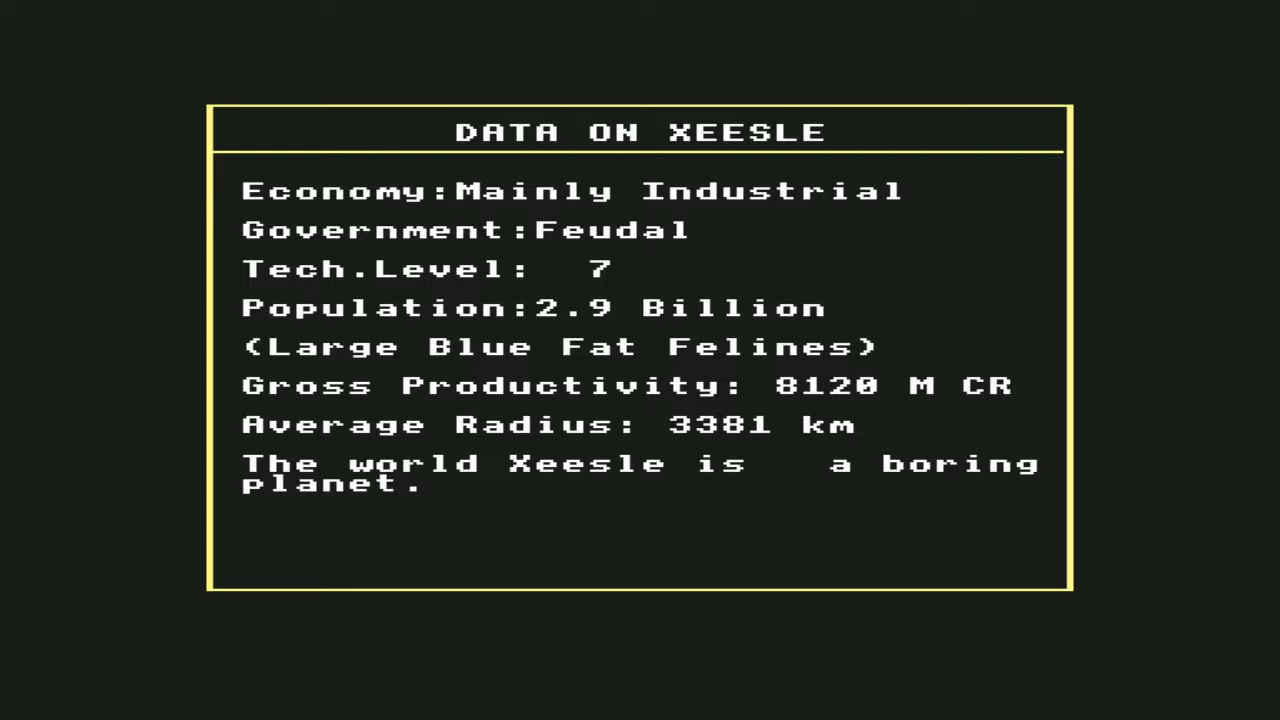 DATA ON XEESLE
Economy:Mainly Industrial
Government:Feudal
Tech.Level:  7
Population:2.9 Billion
(Large Blue Fat Felines)
Gross Productivity: 8120 M CR
Average Radius: 3381 km
The world Xeesle is   a boring
planet.